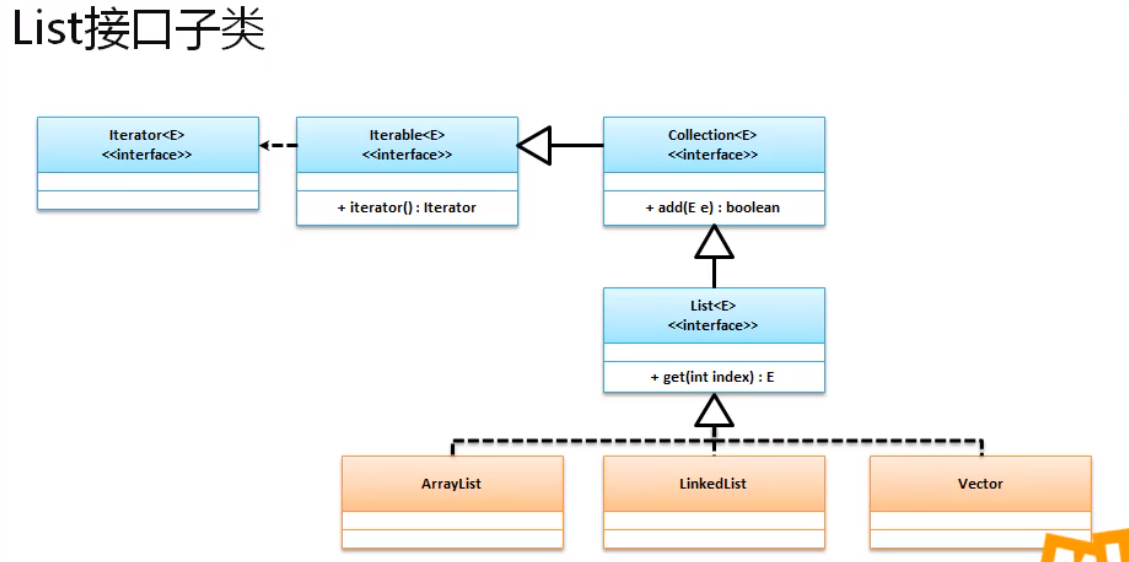 List接口子类
Iterator<E>
<<interface>>
Iterable<E>
<<interface>>
+ iterator() : Iterator
Collection<E>
<<interface>>
+ add(E e) : boolean
List<E>
<<interface>>
+ get(int index) : E
ArrayList
LinkedList
Vector